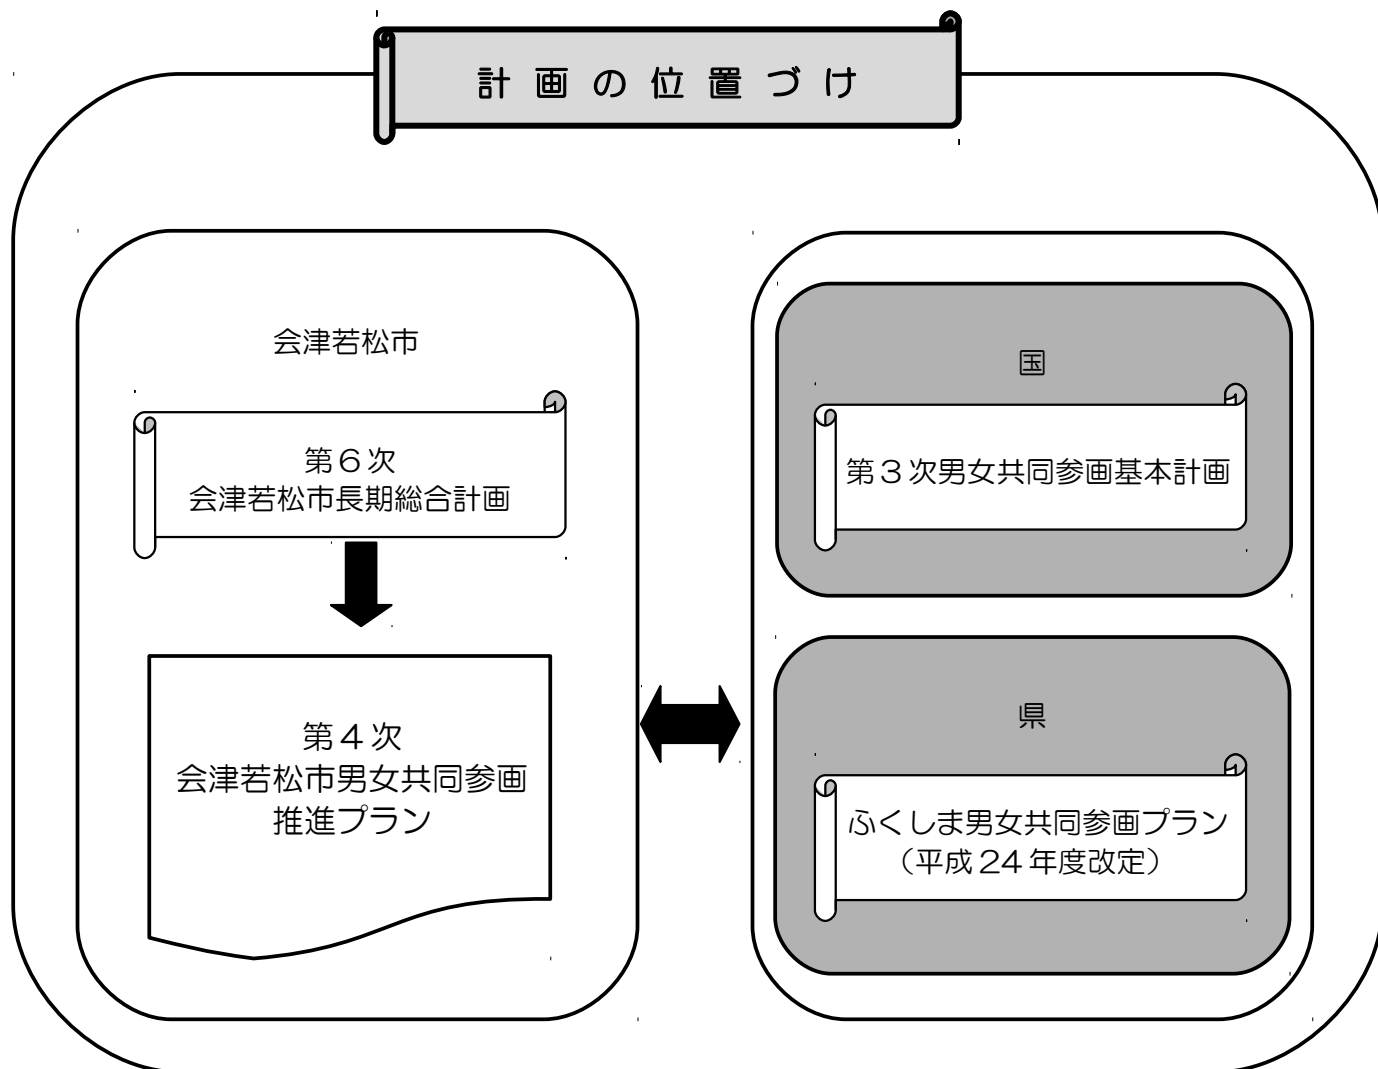 計画の位置づけ
会津若松市
第６次
会津若松市長期総合計画
第４次
会津若松市男女共同参画
推進プラン
国
第３次男女共同参画基本計画
県
ふくしま男女共同参画プラン
（平成 24 年度改定）